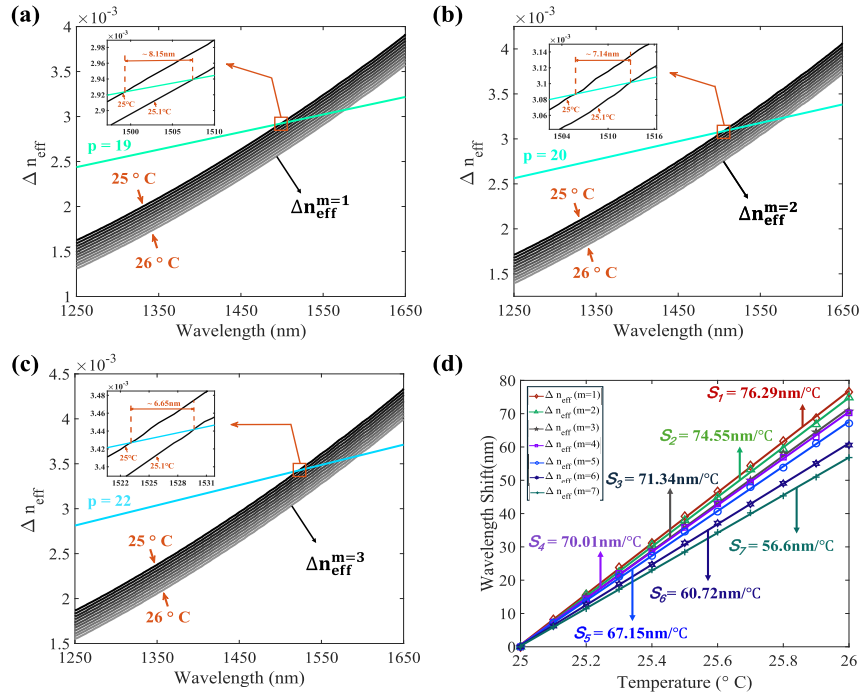 (a)
×10⁻³
4
3.5
3
2.5
2
1.5
1
Δ n_eff
1250 1350 1450 1550 1650
Wavelength (nm)
p = 19
25 ° C
26 ° C
Δn_eff^m=1
×10⁻³
2.98
2.96
2.94
2.92
2.9
1500 1505 1510
~ 8.15nm
25°C
25.1°C
(b)
×10⁻³
4
3.5
3
2.5
2
1.5
Δ n_eff
1250 1350 1450 1550 1650
Wavelength (nm)
p = 20
25 ° C
26 ° C
Δn_eff^m=2
×10⁻³
3.14
3.12
3.1
3.08
3.06
1504 1510 1516
~ 7.14nm
25°C
25.1°C
(c)
×10⁻³
4.5
4
3.5
3
2.5
2
1.5
Δ n_eff
1250 1350 1450 1550 1650
Wavelength (nm)
p = 22
25 ° C
26 ° C
Δn_eff^m=3
×10⁻³
3.48
3.46
3.44
3.42
3.4
1523 1525 1528 1531
~ 6.65nm
25°C
25.1°C
(d)
80
70
60
50
40
30
20
10
0
Wavelength Shift(nm)
25 25.2 25.4 25.6 25.8 26
Temperature (° C)
Δ n_eff (m=1)
Δ n_eff (m=2)
Δ n_eff (m=3)
Δ n_eff (m=4)
Δ n_eff (m=5)
Δ n_eff (m=6)
Δ n_eff (m=7)
S₁ = 76.29nm/°C
S₂ = 74.55nm/°C
S₃ = 71.34nm/°C
S₄ = 70.01nm/°C
S₇ = 56.6nm/°C
S₆ = 60.72nm/°C
S₅ = 67.15nm/°C